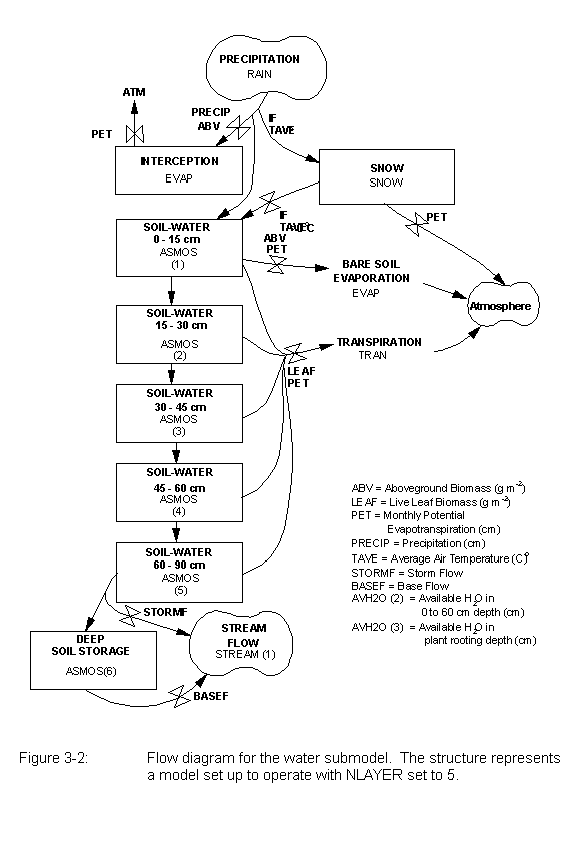 PRECIPITATION
RAIN
ATM
PRECIP
ABV
IF
TAVE
PET
INTERCEPTION
EVAP
SNOW
SNOW
PET
IF
ABV
PET
SOIL-WATER
0 - 15 cm
ASMOS
(1)
BARE SOIL
EVAPORATION
EVAP
Atmosphere
SOIL-WATER
15 - 30 cm
ASMOS
(2)
TRANSPIRATION
TRAN
LEAF
PET
SOIL-WATER
30 - 45 cm
ASMOS
(3)
SOIL-WATER
45 - 60 cm
ASMOS
(4)
SOIL-WATER
60 - 90 cm
ASMOS
(5)
STORMF
DEEP
SOIL STORAGE
ASMOS(6)
STREAM
FLOW
STREAM (1)
BASEF
ABV = Aboveground Biomass (g m⁻²)
LEAF = Live Leaf Biomass (g m⁻²)
PET = Monthly Potential
Evapotranspiration (cm)
PRECIP = Precipitation (cm)
TAVE = Average Air Temperature (C)°
STORMF = Storm Flow
BASEF = Base Flow
AVH2O (2) = Available H₂O in
0 to 60 cm depth (cm)
AVH2O (3) = Available H₂O in
plant rooting depth (cm)
Figure 3-2: Flow diagram for the water submodel. The structure represents
a model set up to operate with NLAYER set to 5.